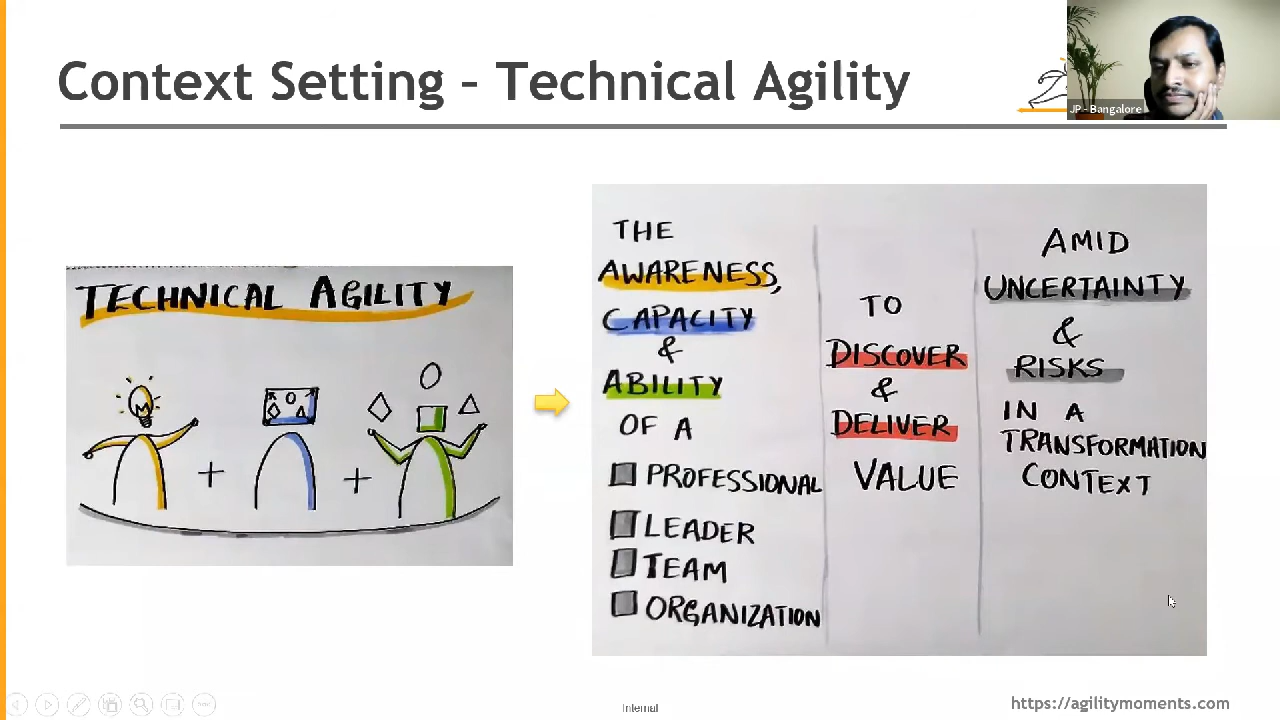 Context Setting – Technical Agility
JP - Bangalore
TECHNICAL AGILITY
THE
AWARENESS,
CAPACITY
&
ABILITY
OF A
PROFESSIONAL
LEADER
TEAM
ORGANIZATION
TO
DISCOVER
&
DELIVER
VALUE
AMID
UNCERTAINTY
&
RISKS
IN A
TRANSFORMATION
CONTEXT
Internal
https://agilitymoments.com